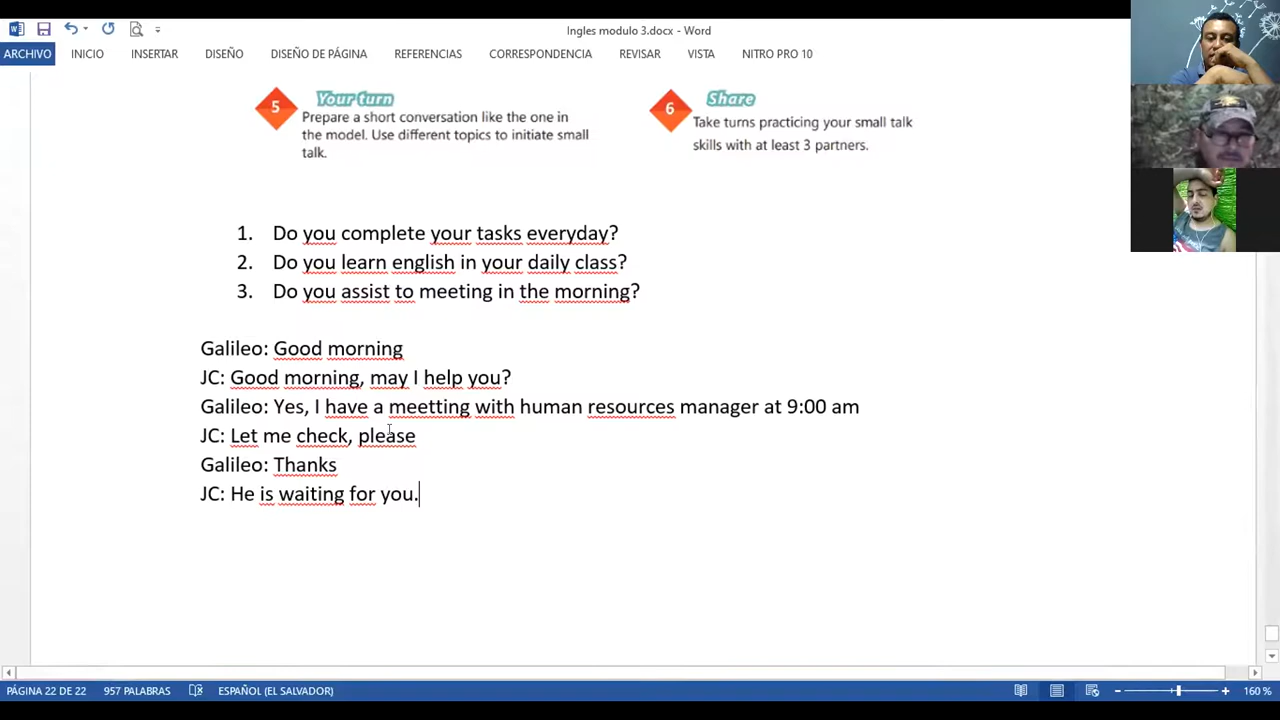 Ingles modulo 3.docx - Word
ARCHIVO INICIO INSERTAR DISEÑO DISEÑO DE PÁGINA REFERENCIAS CORRESPONDENCIA REVISAR VISTA NITRO PRO 10
5 Your turn
Prepare a short conversation like the one in
the model. Use different topics to initiate small
talk.
6 Share
Take turns practicing your small talk
skills with at least 3 partners.
1. Do you complete your tasks everyday?
2. Do you learn english in your daily class?
3. Do you assist to meeting in the morning?
Galileo: Good morning
JC: Good morning, may I help you?
Galileo: Yes, I have a meetting with human resources manager at 9:00 am
JC: Let me check, please
Galileo: Thanks
JC: He is waiting for you.
PÁGINA 22 DE 22 957 PALABRAS ESPAÑOL (EL SALVADOR) 160 %